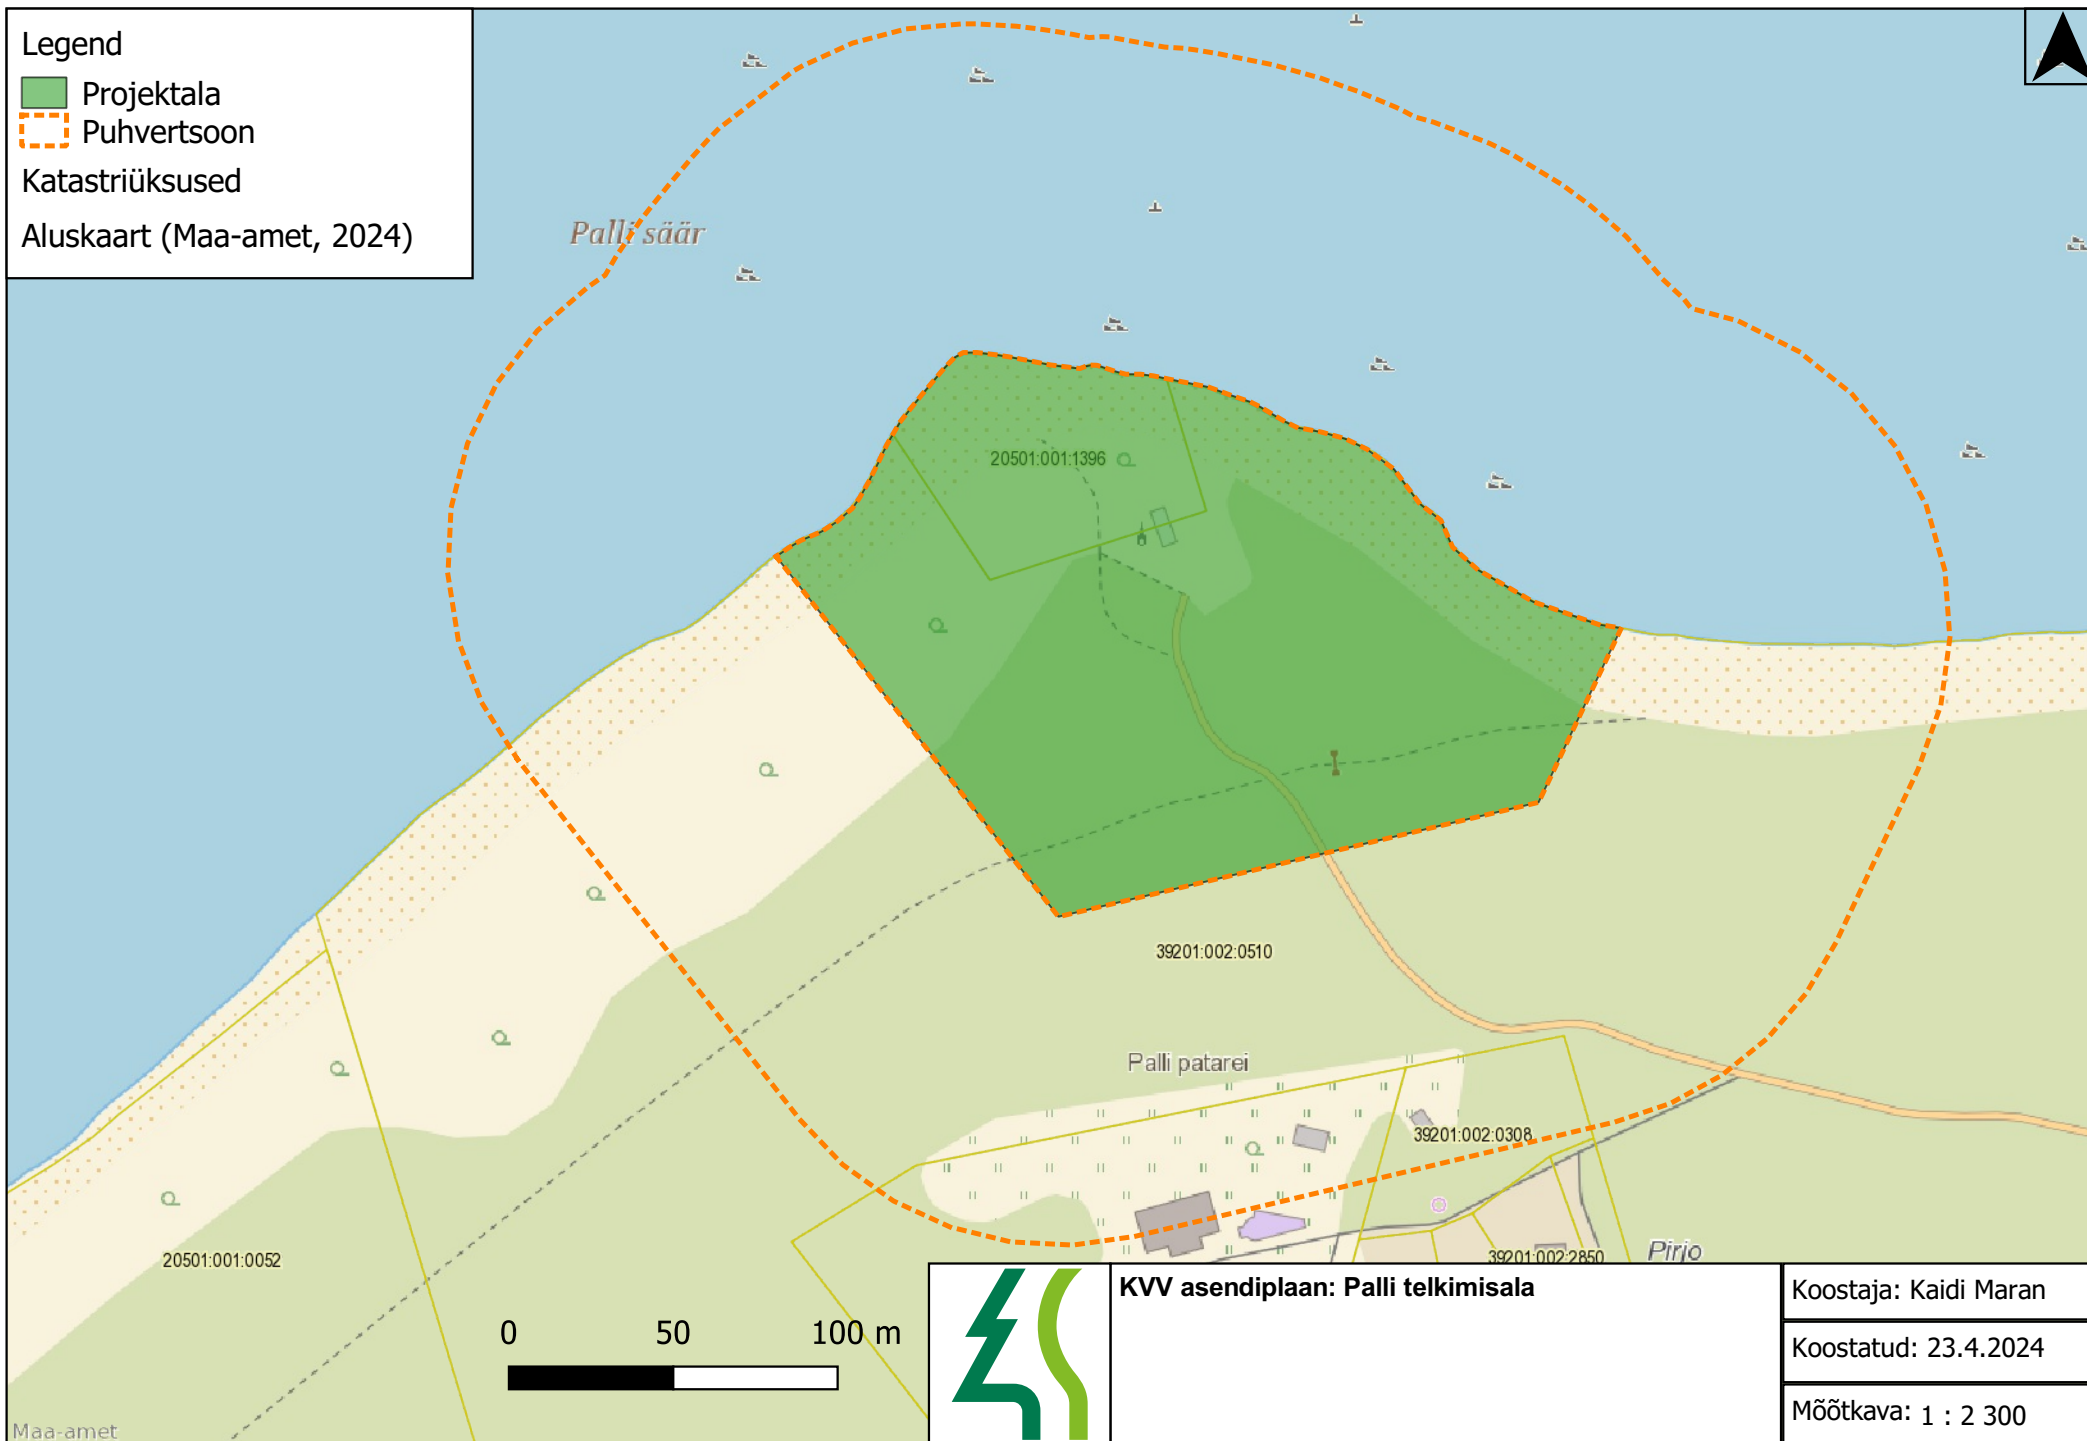 Legend
Projektala
Puhvertsoon
Katastriüksused
Aluskaart (Maa-amet, 2024)
Palli säär
20501:001:1396
39201:002:0510
Palli patarei
39201:002:0308
20501:001:0052
39201:002:2850
Pirjo
0 50 100 m
KVV asendiplaan: Palli telkimisala
Koostaja: Kaidi Maran
Koostatud: 23.4.2024
Mõõtkava: 1 : 2 300
Maa-amet